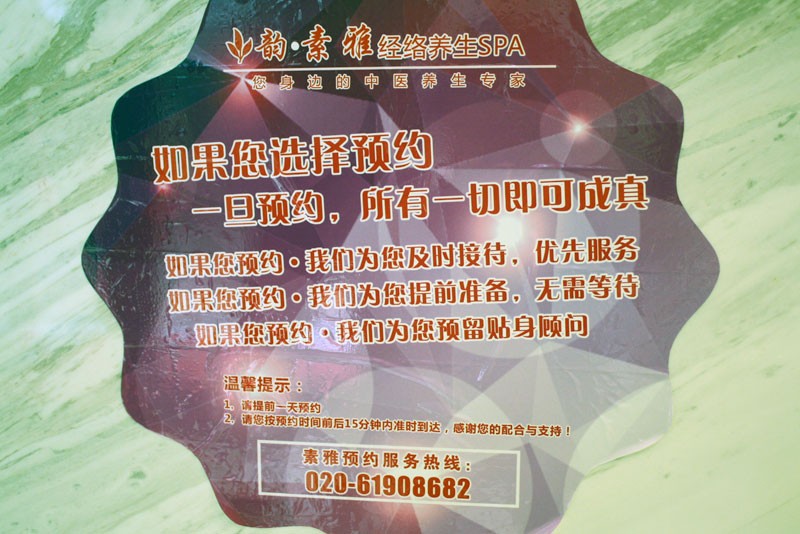 韵·素雅经络养生SPA
您身边的中医养生专家
如果您选择预约
一旦预约，所有一切即可成真
如果您预约·我们为您及时接待，优先服务
如果您预约·我们为您提前准备，无需等待
如果您预约·我们为您预留贴身顾问
温馨提示：
1、请提前一天预约
2、请您按预约时间前后15分钟内准时到达，感谢您的配合与支持！
素雅预约服务热线：
020-61908682